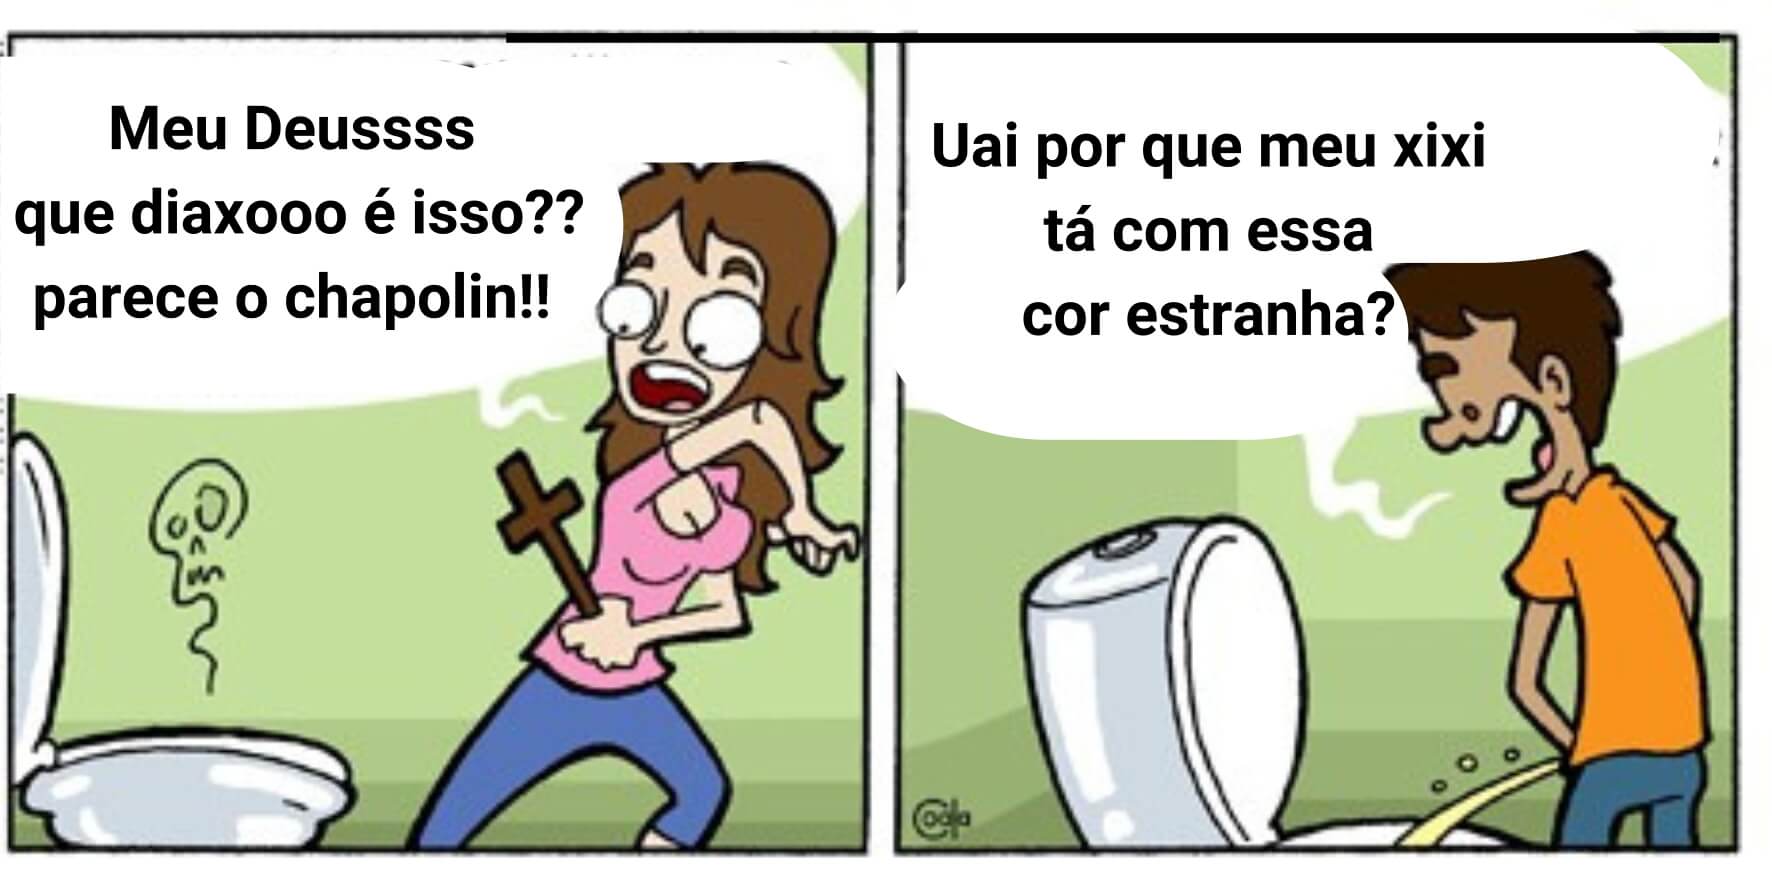 Meu Deussss
que diaxooo é isso??
parece o chapolin!!
Uai por que meu xixi
tá com essa
cor estranha?